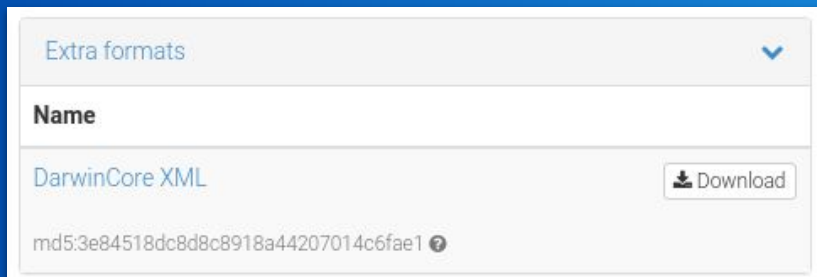 Extra formats
Name
DarwinCore XML
Download
md5:3e84518dc8d8c8918a44207014c6fae1